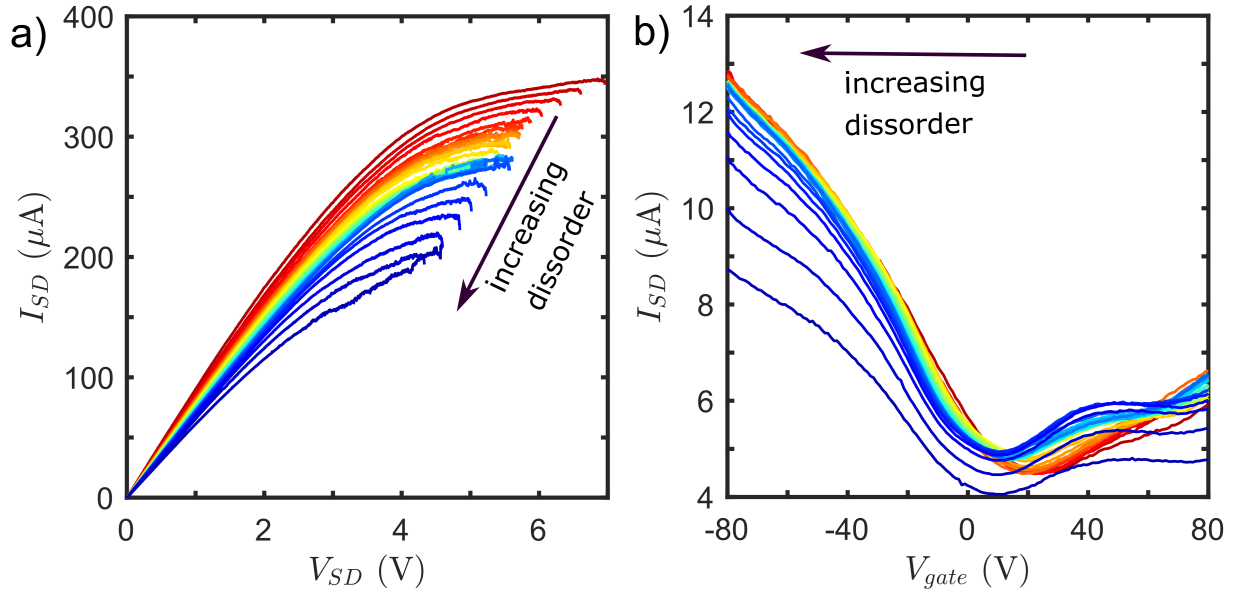 a)
400
300
200
100
0
I_SD (μA)
0 2 4 6
V_SD (V)
increasing
dissorder
b)
14
12
10
8
6
4
I_SD (μA)
-80 -40 0 40 80
V_gate (V)
increasing
dissorder